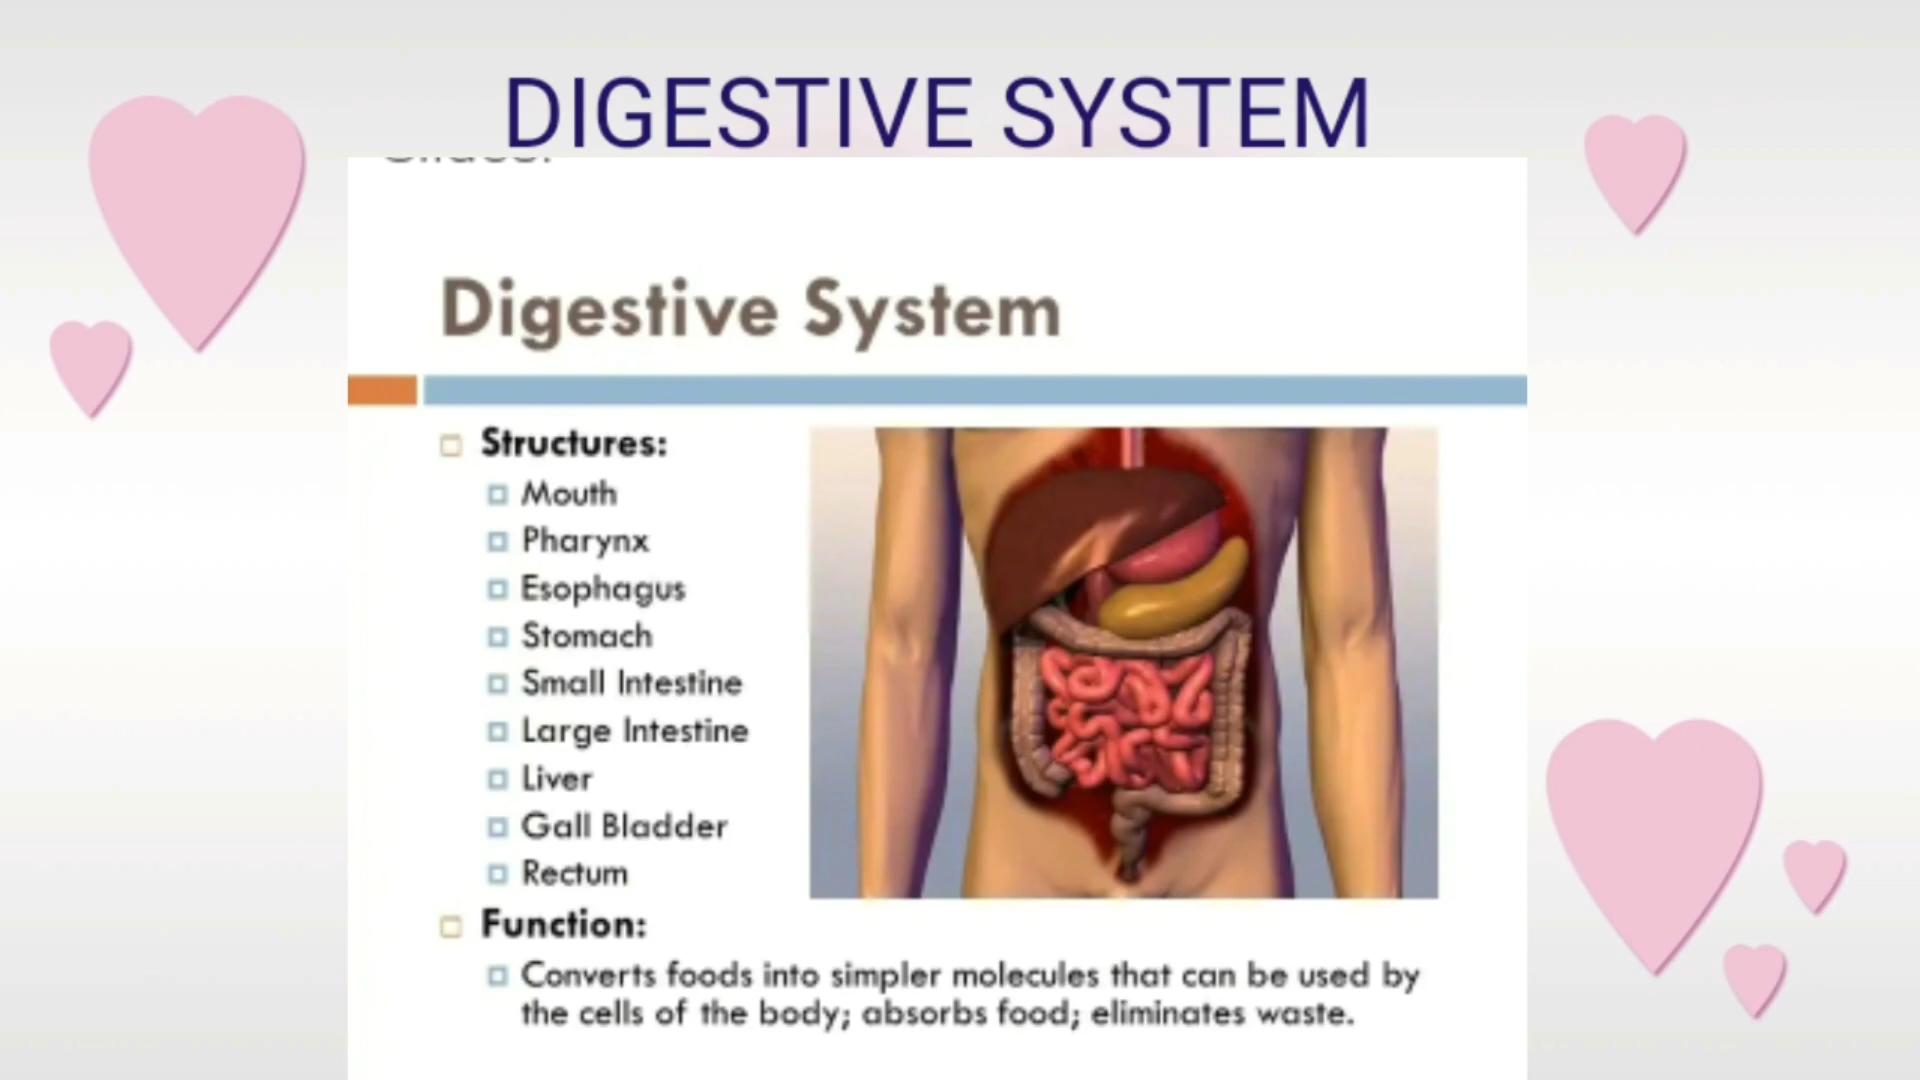 DIGESTIVE SYSTEM
Digestive System
Structures:
Mouth
Pharynx
Esophagus
Stomach
Small Intestine
Large Intestine
Liver
Gall Bladder
Rectum
Function:
Converts foods into simpler molecules that can be used by
the cells of the body; absorbs food; eliminates waste.